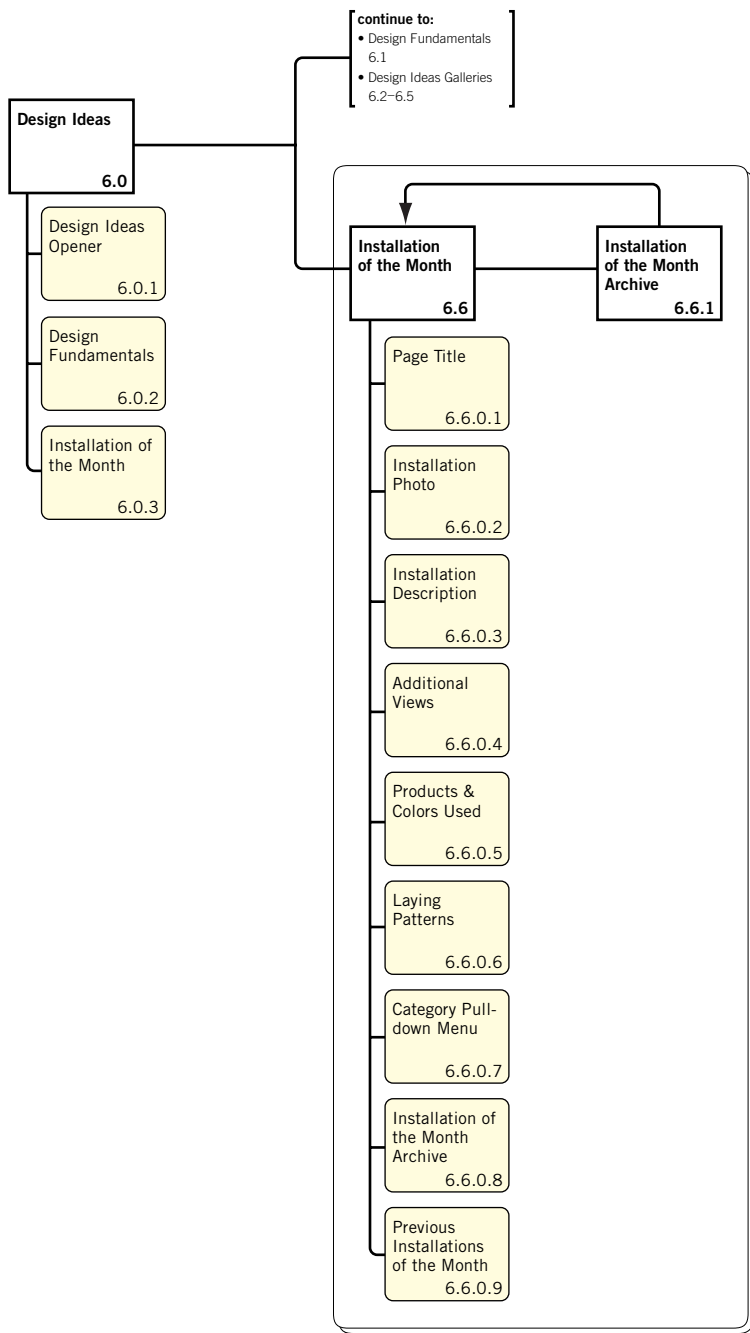 continue to:
• Design Fundamentals
6.1
• Design Ideas Galleries
6.2–6.5
Design Ideas
6.0
Design Ideas
Opener
6.0.1
Design
Fundamentals
6.0.2
Installation of
the Month
6.0.3
Installation
of the Month
6.6
Installation
of the Month
Archive
6.6.1
Page Title
6.6.0.1
Installation
Photo
6.6.0.2
Installation
Description
6.6.0.3
Additional
Views
6.6.0.4
Products &
Colors Used
6.6.0.5
Laying
Patterns
6.6.0.6
Category Pull-
down Menu
6.6.0.7
Installation of
the Month
Archive
6.6.0.8
Previous
Installations
of the Month
6.6.0.9